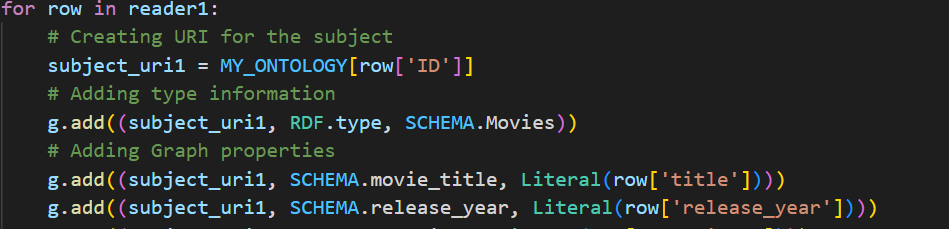 for row in reader1:
# Creating URI for the subject
subject_uri1 = MY_ONTOLOGY[row['ID']]
# Adding type information
g.add((subject_uri1, RDF.type, SCHEMA.Movies))
# Adding Graph properties
g.add((subject_uri1, SCHEMA.movie_title, Literal(row['title'])))
g.add((subject_uri1, SCHEMA.release_year, Literal(row['release_year'])))